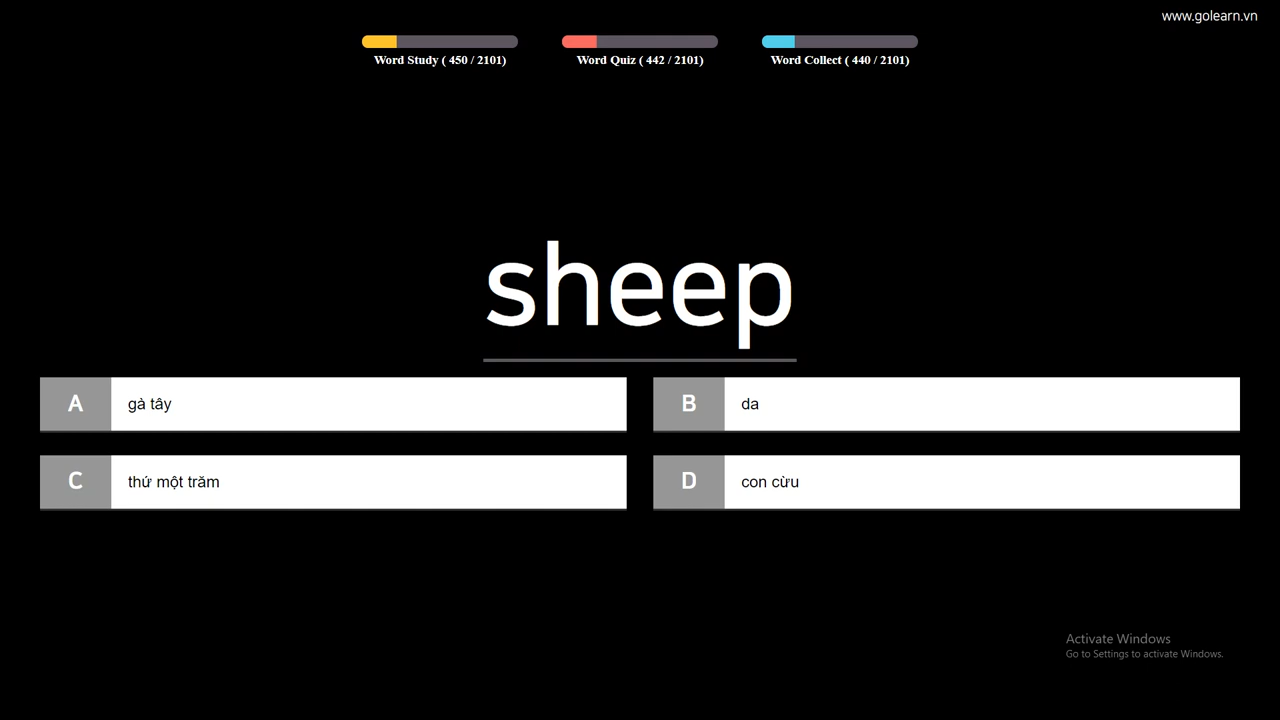 www.golearn.vn
Word Study ( 450 / 2101)
Word Quiz ( 442 / 2101)
Word Collect ( 440 / 2101)
sheep
A gà tây
B da
C thứ một trăm
D con cừu
Activate Windows
Go to Settings to activate Windows.